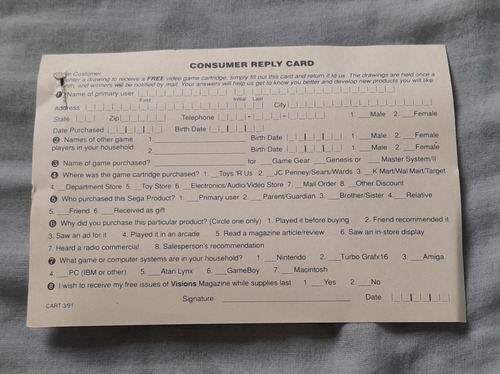 CONSUMER REPLY CARD
Customer,
enter a drawing to receive a FREE video game cartridge, simply fill out this card and return it to us. The drawings are held once a
and winners will be notified by mail. Your answers will help us get to know you better and develop new products you will like.
1 Name of primary user
First Initial Last
Address City
State Zip Telephone - - 1.___Male 2.___Female
Date Purchased Birth Date
2 Names of other game 1. Birth Date 1.___Male 2.___Female
players in your household: 2. Birth Date 1.___Male 2.___Female
3 Name of game purchased? for ___Game Gear ___Genesis or ___Master System/II
4 Where was the game cartridge purchased? 1.___Toys 'R Us 2.___JC Penney/Sears/Wards 3.___K Mart/Wal Mart/Target
4.___Department Store 5.___Toy Store 6.___Electronics/Audio/Video Store 7.___Mail Order 8.___Other Discount
5 Who purchased this Sega Product? 1.___Primary user 2.___Parent/Guardian 3.___Brother/Sister 4.___Relative
5.___Friend 6.___Received as gift
6 Why did you purchase this particular product? (Circle one only) 1. Played it before buying 2. Friend recommended it
3. Saw an ad for it 4. Played it in an arcade 5. Read a magazine article/review 6. Saw an in-store display
7. Heard a radio commercial 8. Salesperson's recommendation
7 What game or computer systems are in your household? 1.___Nintendo 2.___Turbo Grafx16 3.___Amiga
4.___PC (IBM or other) 5.___Atari Lynx 6.___GameBoy 7.___Macintosh
8 I wish to receive my free issues of Visions Magazine while supplies last 1.___Yes 2.___No
Signature Date
CART 3/91